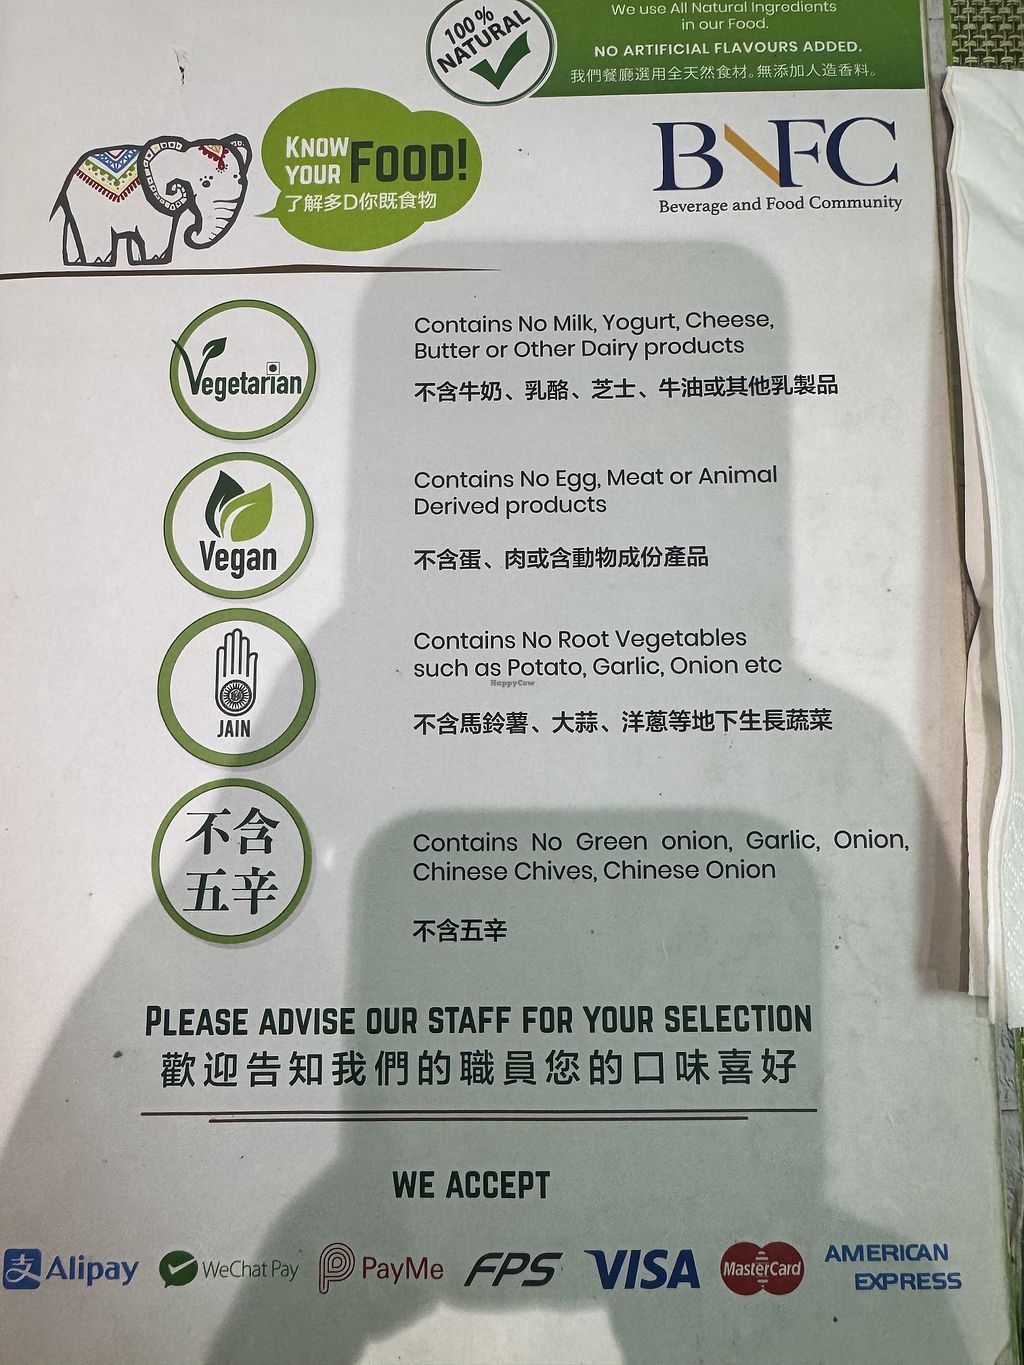 We use All Natural Ingredients
in our Food.
100%
NATURAL
NO ARTIFICIAL FLAVOURS ADDED.
我們餐廳選用全天然食材。無添加人造香料。
KNOW
YOUR FOOD!
了解多D你既食物
BNFC
Beverage and Food Community
Vegetarian
Contains No Milk, Yogurt, Cheese,
Butter or Other Dairy products
不含牛奶、乳酪、芝士、牛油或其他乳製品
Vegan
Contains No Egg, Meat or Animal
Derived products
不含蛋、肉或含動物成份產品
JAIN
Contains No Root Vegetables
such as Potato, Garlic, Onion etc
HappyCow
不含馬鈴薯、大蒜、洋蔥等地下生長蔬菜
不含
五辛
Contains No Green onion, Garlic, Onion,
Chinese Chives, Chinese Onion
不含五辛
PLEASE ADVISE OUR STAFF FOR YOUR SELECTION
歡迎告知我們的職員您的口味喜好
WE ACCEPT
支 Alipay WeChat Pay PayMe FPS VISA MasterCard AMERICAN
EXPRESS